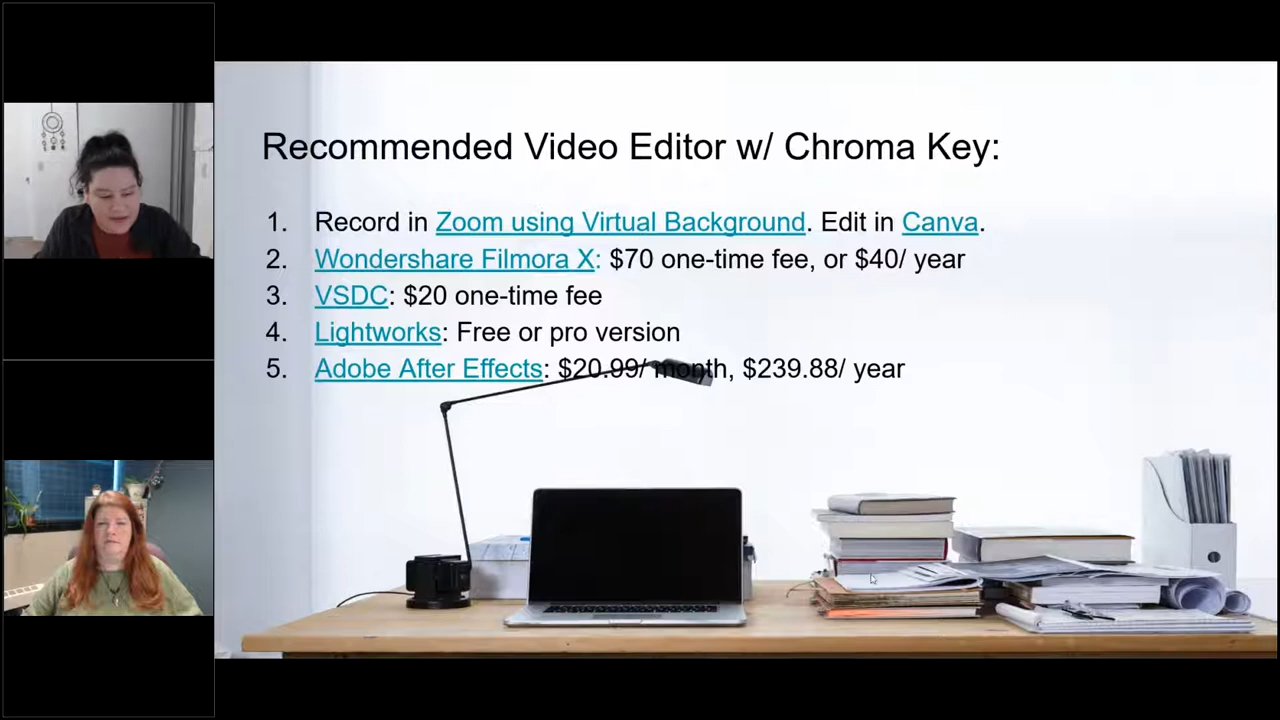 Recommended Video Editor w/ Chroma Key:
1. Record in Zoom using Virtual Background. Edit in Canva.
2. Wondershare Filmora X: $70 one-time fee, or $40/ year
3. VSDC: $20 one-time fee
4. Lightworks: Free or pro version
5. Adobe After Effects: $20.99/ month, $239.88/ year